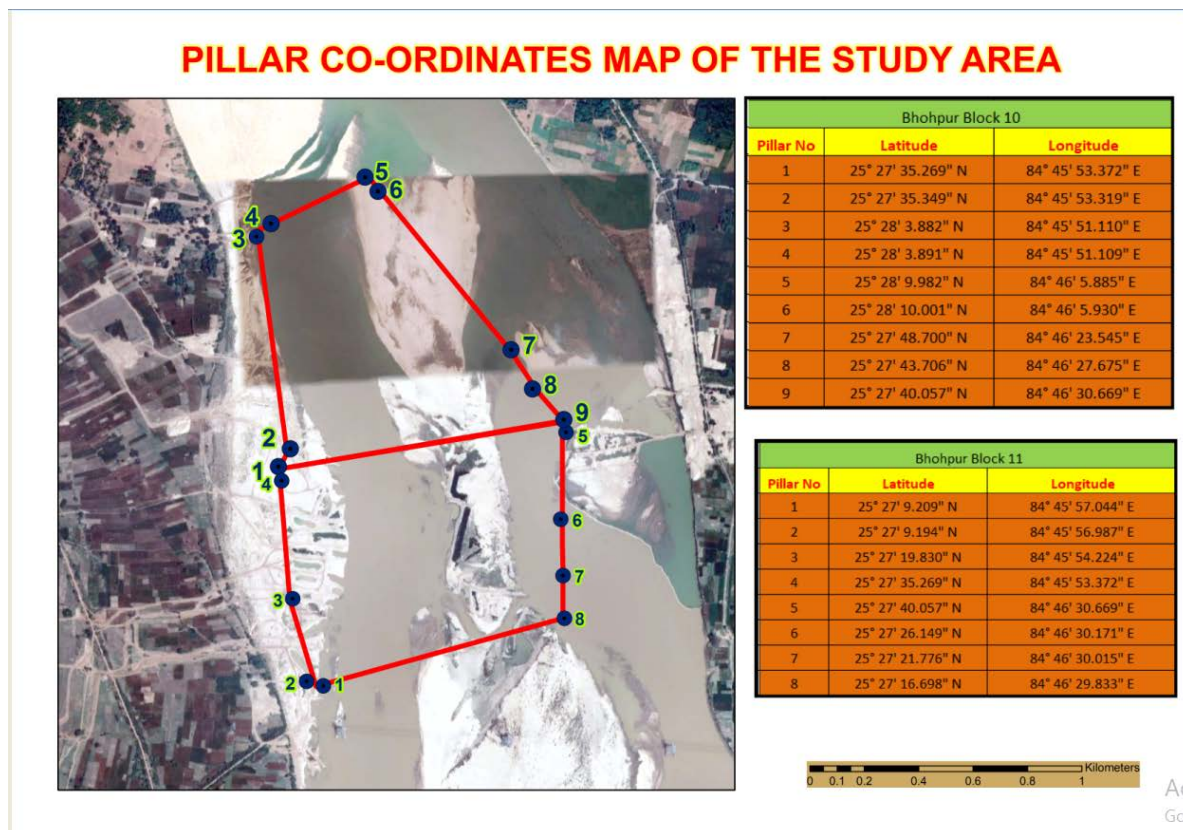 PILLAR CO-ORDINATES MAP OF THE STUDY AREA
5
6
4
3
7
8
9
5
2
1
4
6
7
3
8
2
1
Bhohpur Block 10
Pillar No Latitude Longitude
1 25° 27' 35.269" N 84° 45' 53.372" E
2 25° 27' 35.349" N 84° 45' 53.319" E
3 25° 28' 3.882" N 84° 45' 51.110" E
4 25° 28' 3.891" N 84° 45' 51.109" E
5 25° 28' 9.982" N 84° 46' 5.885" E
6 25° 28' 10.001" N 84° 46' 5.930" E
7 25° 27' 48.700" N 84° 46' 23.545" E
8 25° 27' 43.706" N 84° 46' 27.675" E
9 25° 27' 40.057" N 84° 46' 30.669" E
Bhohpur Block 11
Pillar No Latitude Longitude
1 25° 27' 9.209" N 84° 45' 57.044" E
2 25° 27' 9.194" N 84° 45' 56.987" E
3 25° 27' 19.830" N 84° 45' 54.224" E
4 25° 27' 35.269" N 84° 45' 53.372" E
5 25° 27' 40.057" N 84° 46' 30.669" E
6 25° 27' 26.149" N 84° 46' 30.171" E
7 25° 27' 21.776" N 84° 46' 30.015" E
8 25° 27' 16.698" N 84° 46' 29.833" E
Kilometers
0 0.1 0.2 0.4 0.6 0.8 1